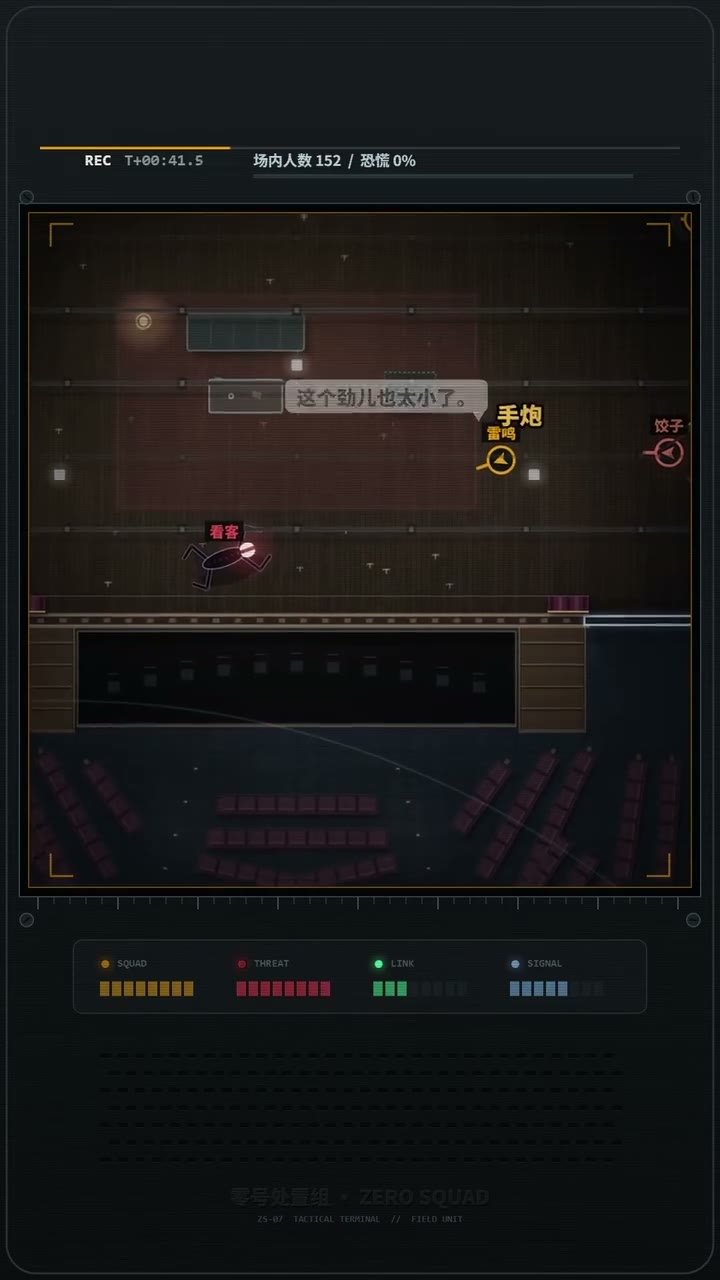 REC T+00:41.5 场内人数 152 / 恐慌 0%
这个劲儿也太小了。
手炮
雷鸣
饺子
看客
SQUAD THREAT LINK SIGNAL
零号处置组 · ZERO SQUAD
ZS-07 TACTICAL TERMINAL // FIELD UNIT